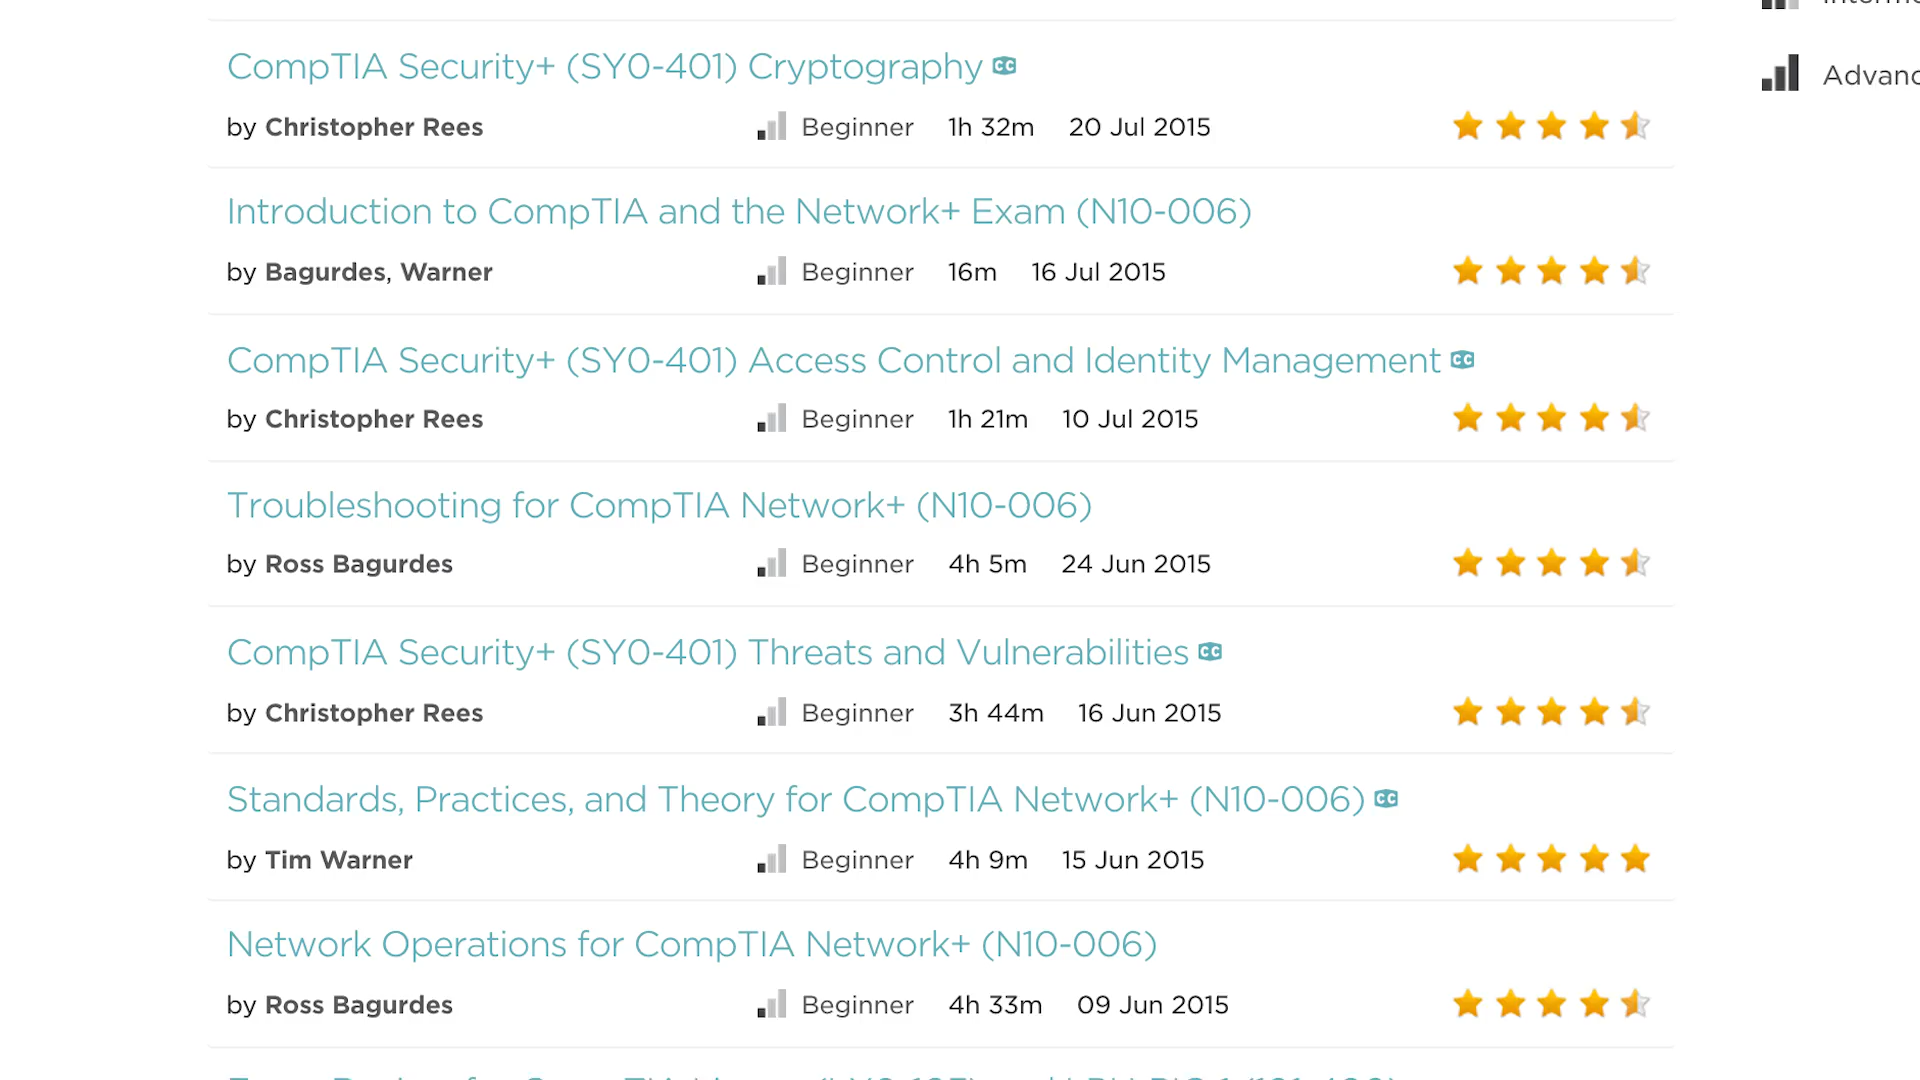 CompTIA Security+ (SY0-401) Cryptography CC
Advanc
by Christopher Rees Beginner 1h 32m 20 Jul 2015
Introduction to CompTIA and the Network+ Exam (N10-006)
by Bagurdes, Warner Beginner 16m 16 Jul 2015
CompTIA Security+ (SY0-401) Access Control and Identity Management CC
by Christopher Rees Beginner 1h 21m 10 Jul 2015
Troubleshooting for CompTIA Network+ (N10-006)
by Ross Bagurdes Beginner 4h 5m 24 Jun 2015
CompTIA Security+ (SY0-401) Threats and Vulnerabilities CC
by Christopher Rees Beginner 3h 44m 16 Jun 2015
Standards, Practices, and Theory for CompTIA Network+ (N10-006) CC
by Tim Warner Beginner 4h 9m 15 Jun 2015
Network Operations for CompTIA Network+ (N10-006)
by Ross Bagurdes Beginner 4h 33m 09 Jun 2015